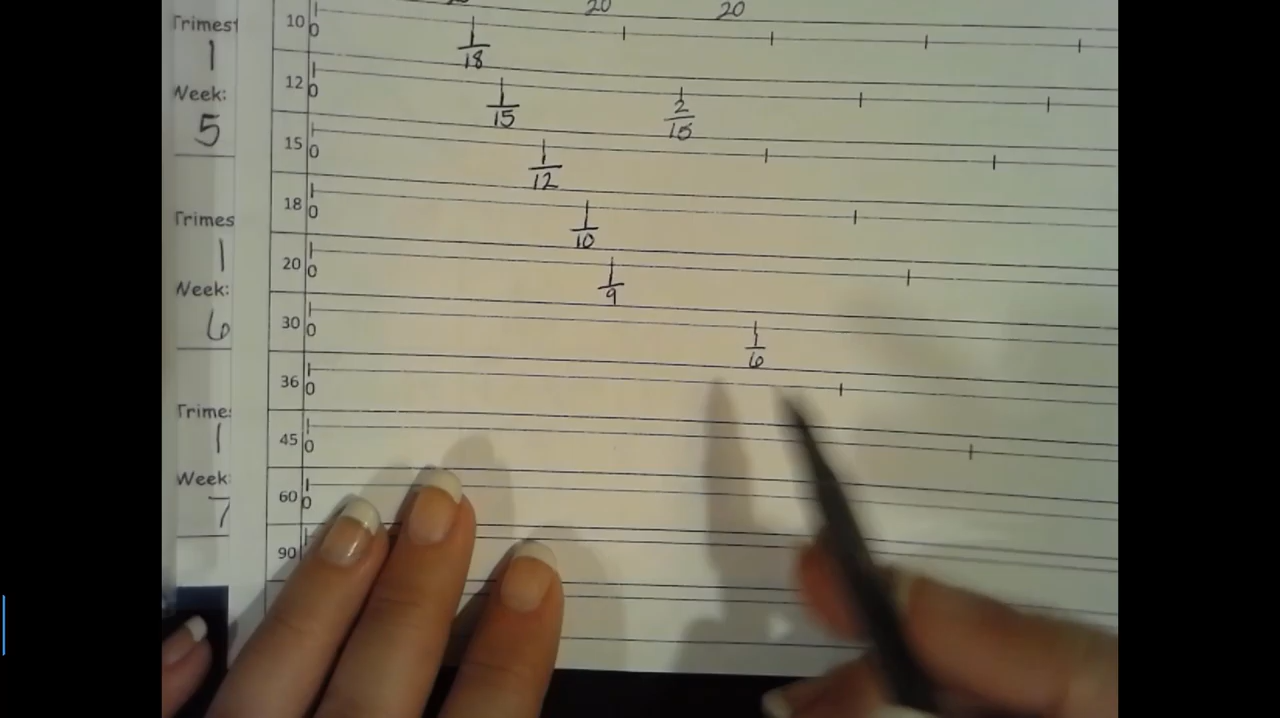 20 20
Trimest
1
Week:
5
Trimes
1
Week:
6
Trime
1
Week
7
10 0 1/18
12 0 1/15 2/15
15 0 1/12
18 0 1/10
20 0 1/9
30 0 1/6
36 0
45 0
60 0
90